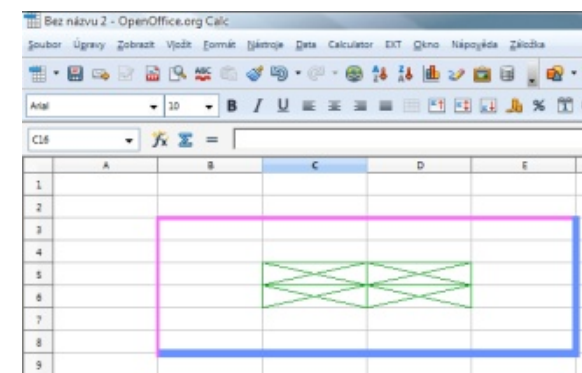 Bez názvu 2 - OpenOffice.org Calc
Soubor Úpravy Zobrazit Vložit Formát Nástroje Data Calculator EXT Okno Nápověda Záložka
ABC
Arial 10 B I U %
C16 =
A B C D E
1
2
3
4
5
6
7
8
9